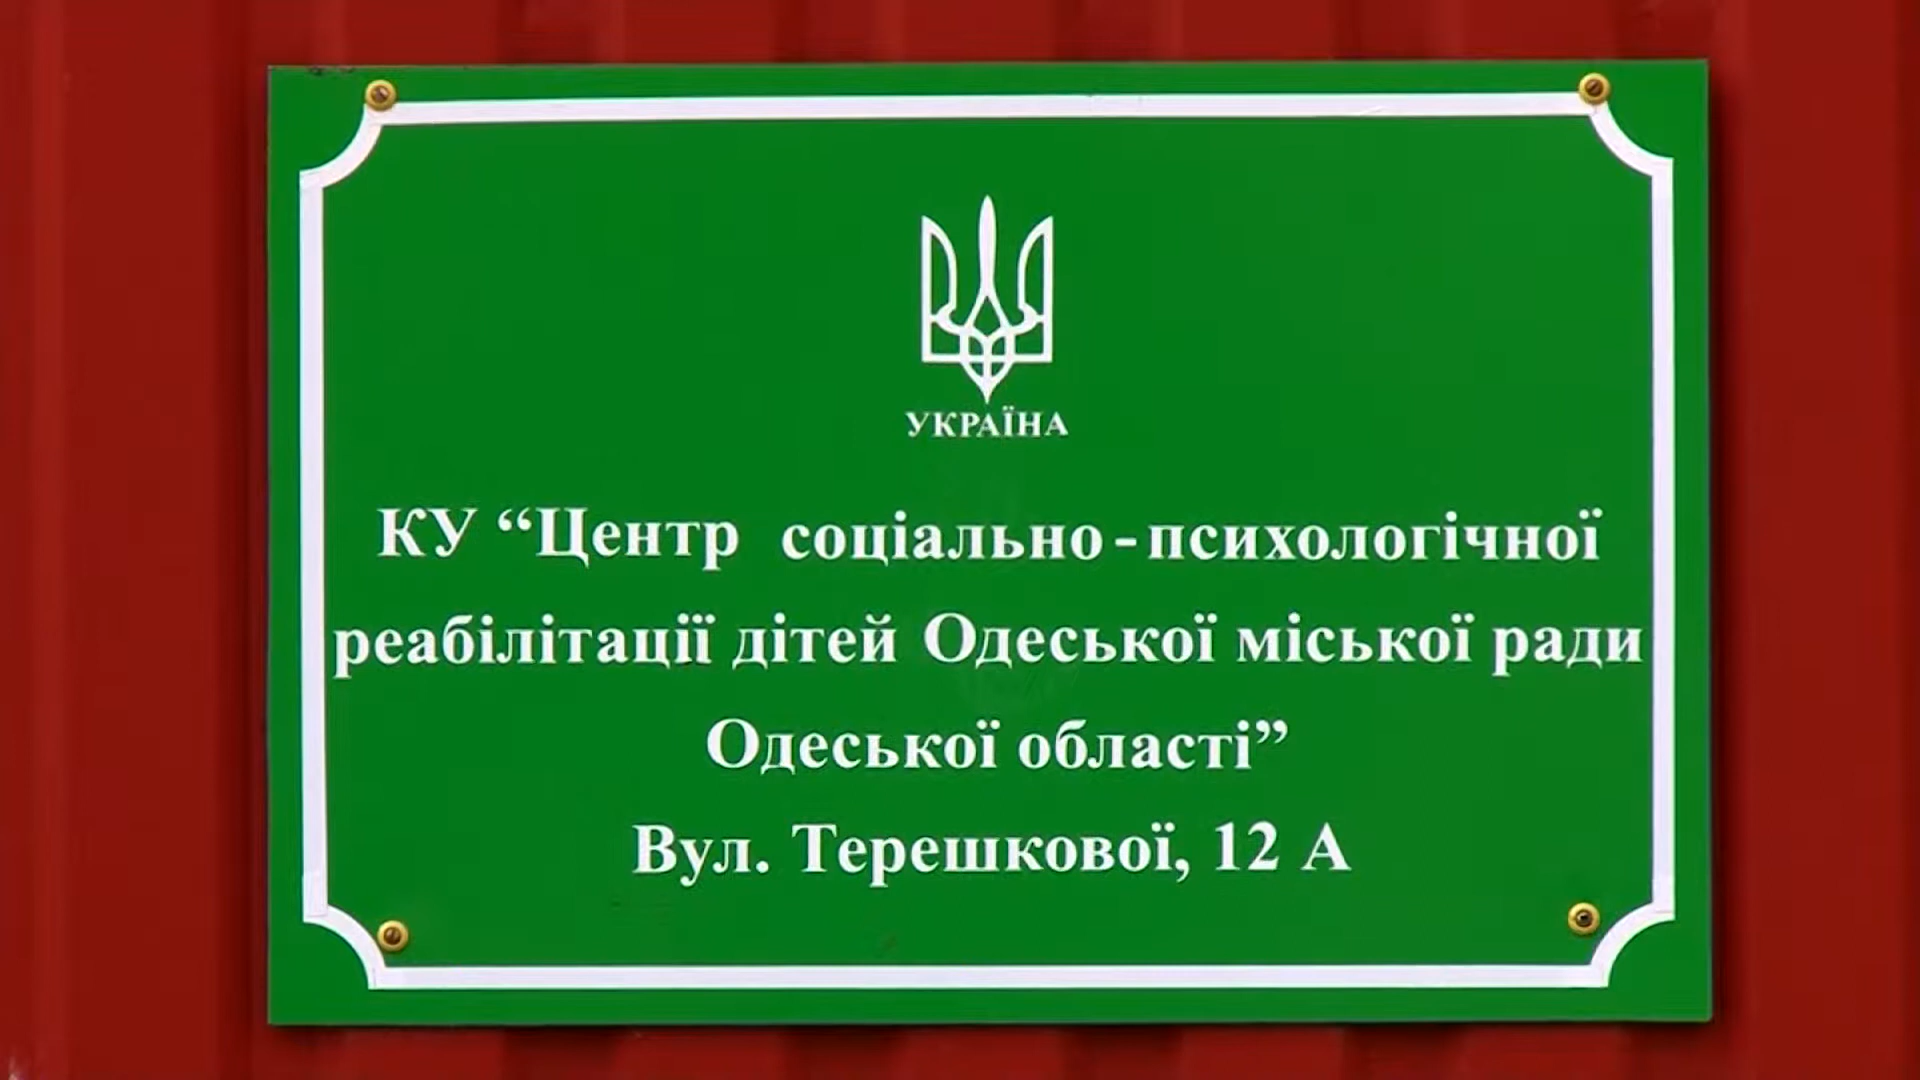 УКРАЇНА
КУ “Центр соціально-психологічної
реабілітації дітей Одеської міської ради
Одеської області”
Вул. Терешкової, 12 А